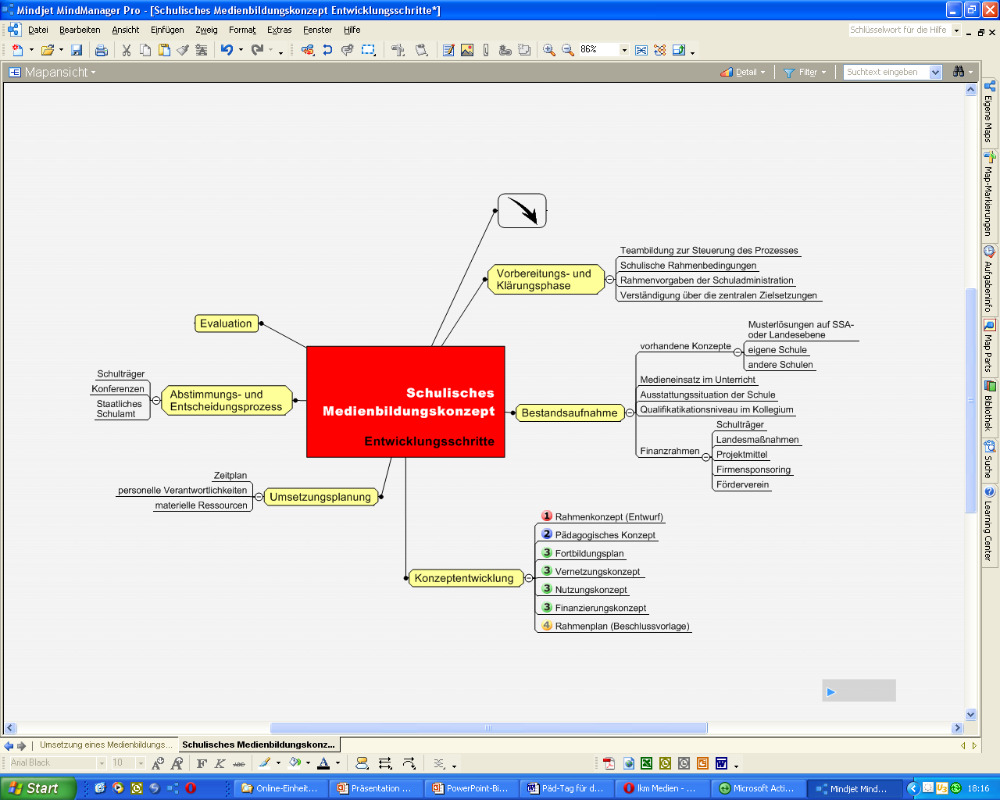 Mindjet MindManager Pro - [Schulisches Medienbildungskonzept Entwicklungsschritte*]
Datei Bearbeiten Ansicht Einfügen Zweig Format Extras Fenster Hilfe
Schlüsselwort für die Hilfe
86%
Mapansicht
Detail
Filter
Suchtext eingeben
Eigene Maps
Map-Markierungen
Aufgabeninfo
Map Parts
Bibliothek
Suche
Learning Center
Vorbereitungs- und
Klärungsphase
Teambildung zur Steuerung des Prozesses
Schulische Rahmenbedingungen
Rahmenvorgaben der Schuladministration
Verständigung über die zentralen Zielsetzungen
Evaluation
Schulisches
Medienbildungskonzept
Entwicklungsschritte
Bestandsaufnahme
vorhandene Konzepte
Musterlösungen auf SSA-
oder Landesebene
eigene Schule
andere Schulen
Medieneinsatz im Unterricht
Ausstattungssituation der Schule
Qualifikatikationsniveau im Kollegium
Finanzrahmen
Schulträger
Landesmaßnahmen
Projektmittel
Firmensponsoring
Förderverein
Schulträger
Konferenzen
Staatliches
Schulamt
Abstimmungs- und
Entscheidungsprozess
Zeitplan
personelle Verantwortlichkeiten
materielle Ressourcen
Umsetzungsplanung
Konzeptentwicklung
1 Rahmenkonzept (Entwurf)
2 Pädagogisches Konzept
3 Fortbildungsplan
3 Vernetzungskonzept
3 Nutzungskonzept
3 Finanzierungskonzept
4 Rahmenplan (Beschlussvorlage)
Umsetzung eines Medienbildungs...
Schulisches Medienbildungskonz...
Arial Black 10 F K abc
Start
Online-Einheit...
Präsentation ...
PowerPoint-Bi...
Päd-Tag für d...
lkm Medien - ...
Microsoft Acti...
Mindjet Mind...
18:16